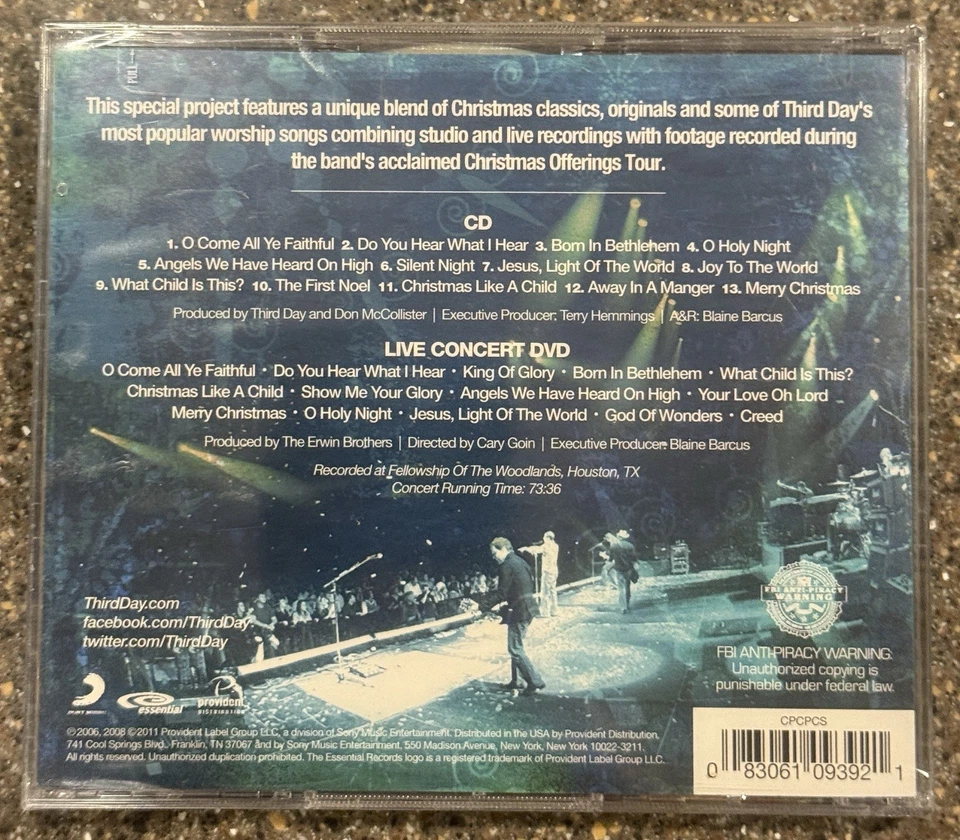 PULL
This special project features a unique blend of Christmas classics, originals and some of Third Day's
most popular worship songs combining studio and live recordings with footage recorded during
the band's acclaimed Christmas Offerings Tour.
CD
1. O Come All Ye Faithful 2. Do You Hear What I Hear 3. Born In Bethlehem 4. O Holy Night
5. Angels We Have Heard On High 6. Silent Night 7. Jesus, Light Of The World 8. Joy To The World
9. What Child Is This? 10. The First Noel 11. Christmas Like A Child 12. Away In A Manger 13. Merry Christmas
Produced by Third Day and Don McCollister | Executive Producer: Terry Hemmings | A&R: Blaine Barcus
LIVE CONCERT DVD
O Come All Ye Faithful • Do You Hear What I Hear • King Of Glory • Born In Bethlehem • What Child Is This?
Christmas Like A Child • Show Me Your Glory • Angels We Have Heard On High • Your Love Oh Lord
Merry Christmas • O Holy Night • Jesus, Light Of The World • God Of Wonders • Creed
Produced by The Erwin Brothers | Directed by Cary Goin | Executive Producer: Blaine Barcus
Recorded at Fellowship Of The Woodlands, Houston, TX
Concert Running Time: 73:36
ThirdDay.com
facebook.com/ThirdDay
twitter.com/ThirdDay
FBI ANTI-PIRACY
WARNING
FBI ANTI-PIRACY WARNING:
Unauthorized copying is
punishable under federal law.
SONY MUSIC essential provident
DISTRIBUTION
℗2006, 2008 ©2011 Provident Label Group LLC, a division of Sony Music Entertainment. Distributed in the USA by Provident Distribution,
741 Cool Springs Blvd., Franklin, TN 37067 and by Sony Music Entertainment, 550 Madison Avenue, New York, New York 10022-3211.
All rights reserved. Unauthorized duplication prohibited. The Essential Records logo is a registered trademark of Provident Label Group LLC.
CPCPCS
0 83061 09392 1